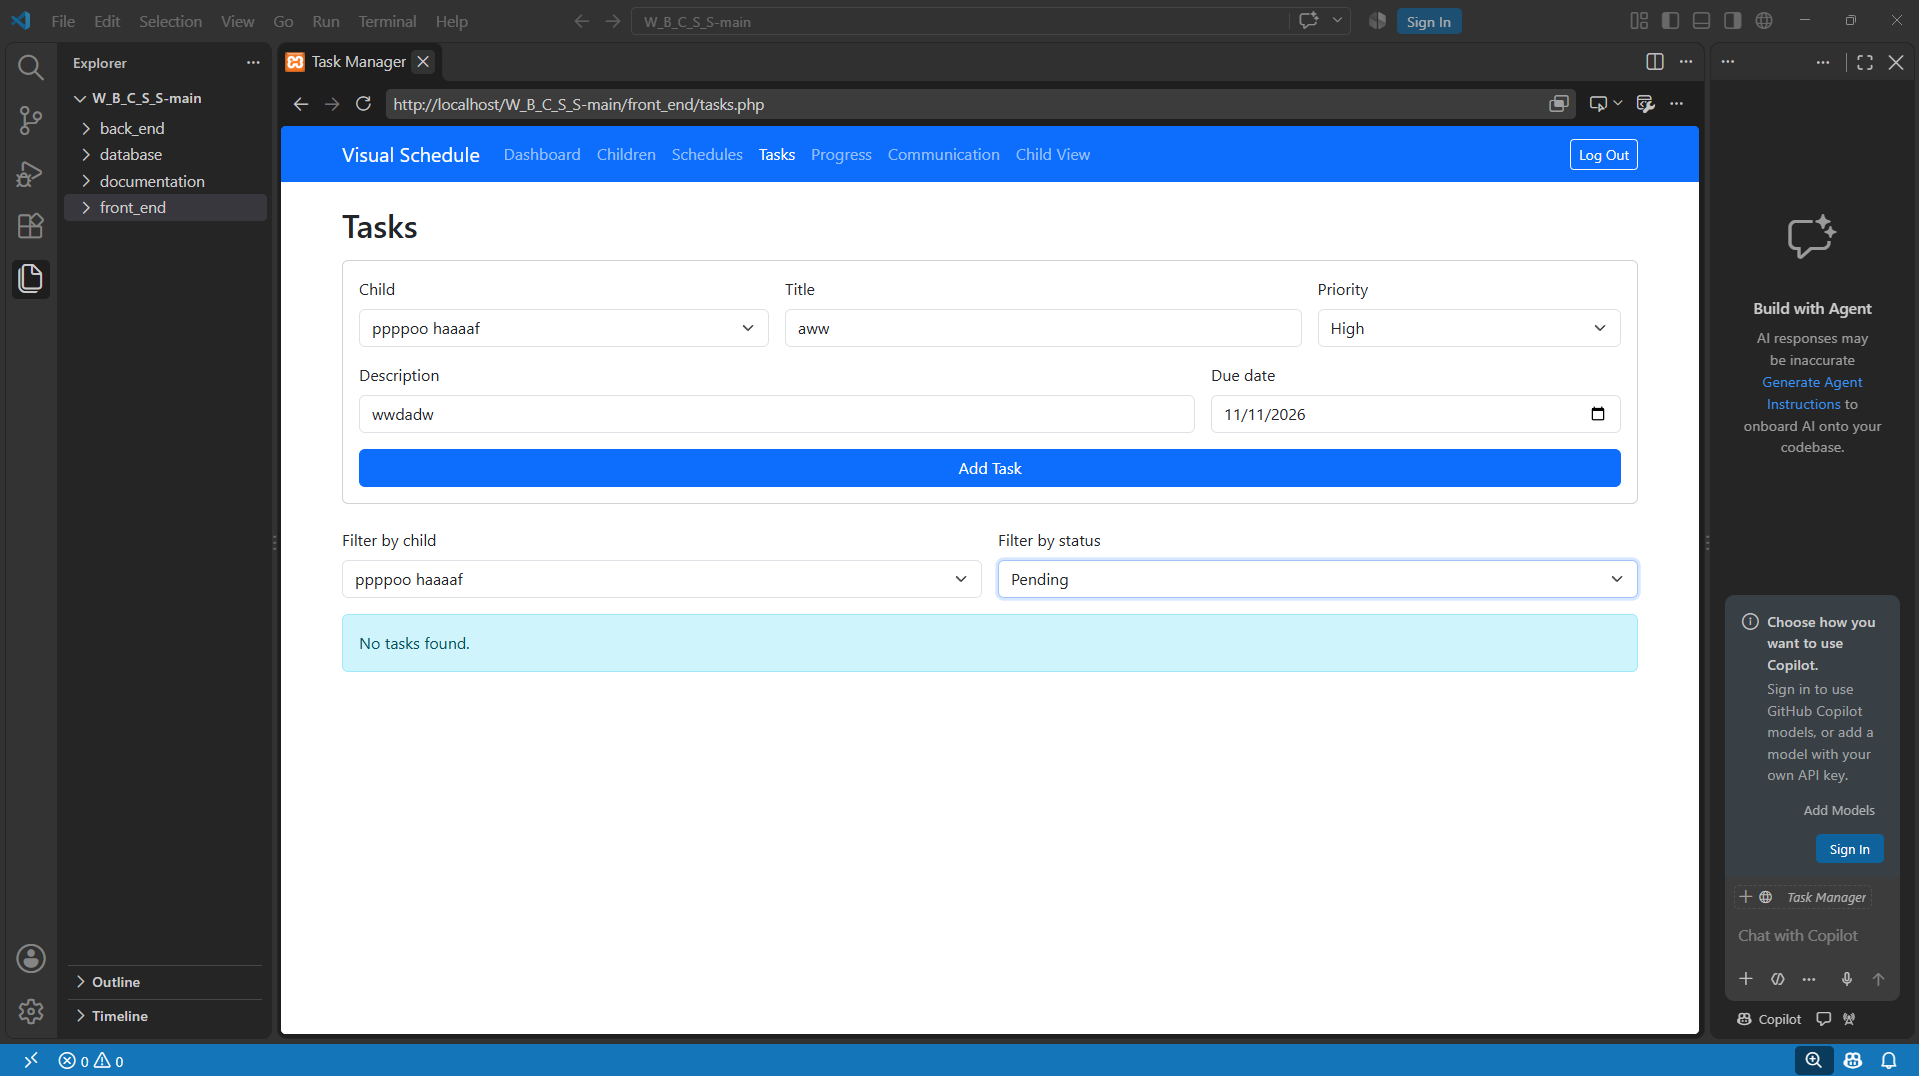 File Edit Selection View Go Run Terminal Help
W_B_C_S_S-main
Sign In
Explorer
W_B_C_S_S-main
back_end
database
documentation
front_end
Outline
Timeline
Task Manager
http://localhost/W_B_C_S_S-main/front_end/tasks.php
Visual Schedule Dashboard Children Schedules Tasks Progress Communication Child View Log Out
Tasks
Child Title Priority
ppppoo haaaaf aww High
Description Due date
wwdadw 11/11/2026
Add Task
Filter by child Filter by status
ppppoo haaaaf Pending
No tasks found.
Build with Agent
AI responses may
be inaccurate
Generate Agent
Instructions to
onboard AI onto your
codebase.
Choose how you
want to use
Copilot.
Sign in to use
GitHub Copilot
models, or add a
model with your
own API key.
Add Models
Sign In
Task Manager
Chat with Copilot
Copilot
0 0